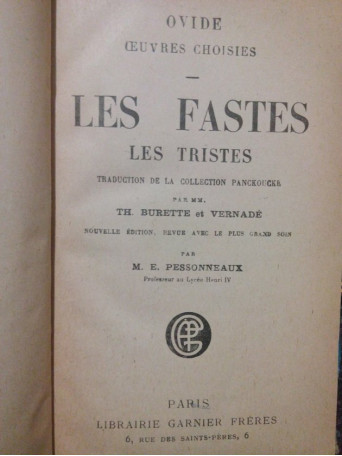 OVIDE
ŒUVRES CHOISIES
—
LES FASTES
LES TRISTES
TRADUCTION DE LA COLLECTION PANCKOUCKE
PAR MM.
TH. BURETTE et VERNADÉ
NOUVELLE ÉDITION, REVUE AVEC LE PLUS GRAND SOIN
PAR
M. E. PESSONNEAUX
Professeur au Lycée Henri IV
PARIS
LIBRAIRIE GARNIER FRÈRES
6, RUE DES SAINTS-PÈRES, 6